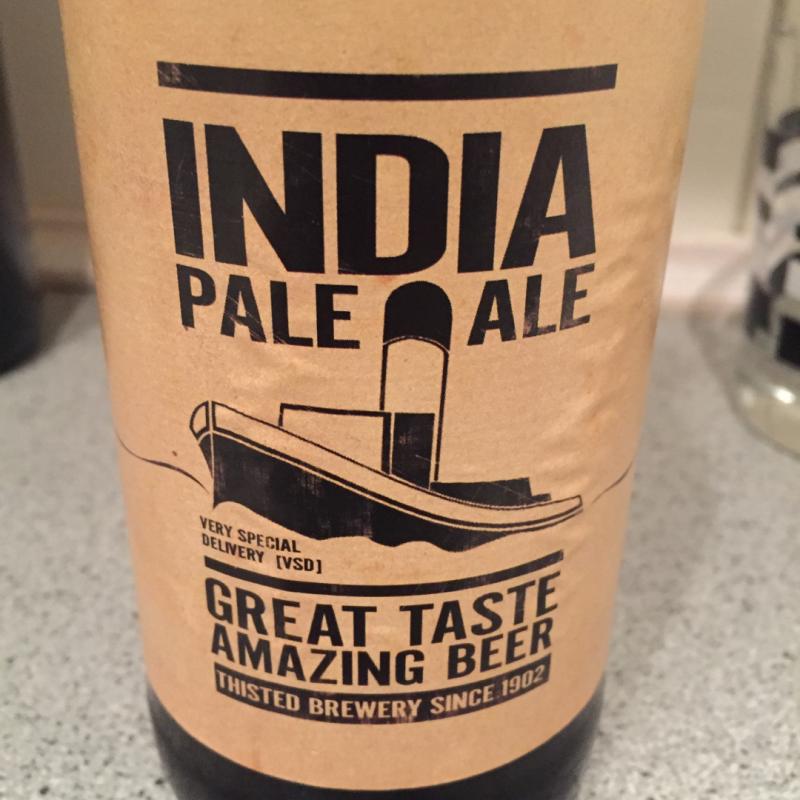 INDIA
PALE ALE
VERY SPECIAL
DELIVERY [VSD]
GREAT TASTE
AMAZING BEER
THISTED BREWERY SINCE 1902